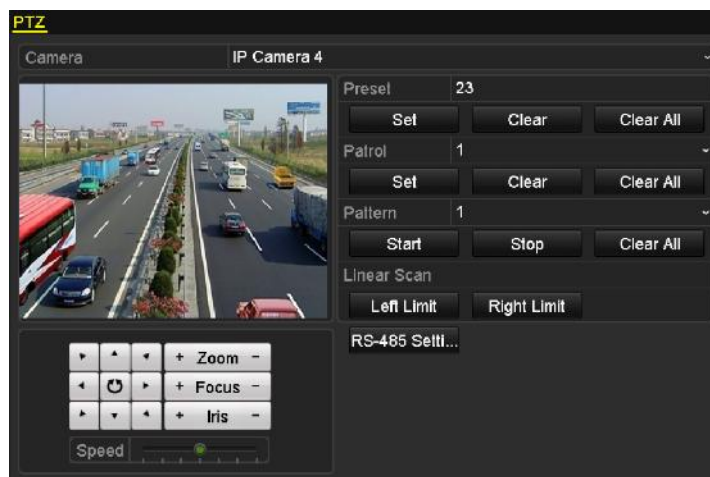 PTZ
Camera IP Camera 4
Preset 23
Set Clear Clear All
Patrol 1
Set Clear Clear All
Pattern 1
Start Stop Clear All
Linear Scan
Left Limit Right Limit
RS-485 Setti...
+ Zoom -
+ Focus -
+ Iris -
Speed